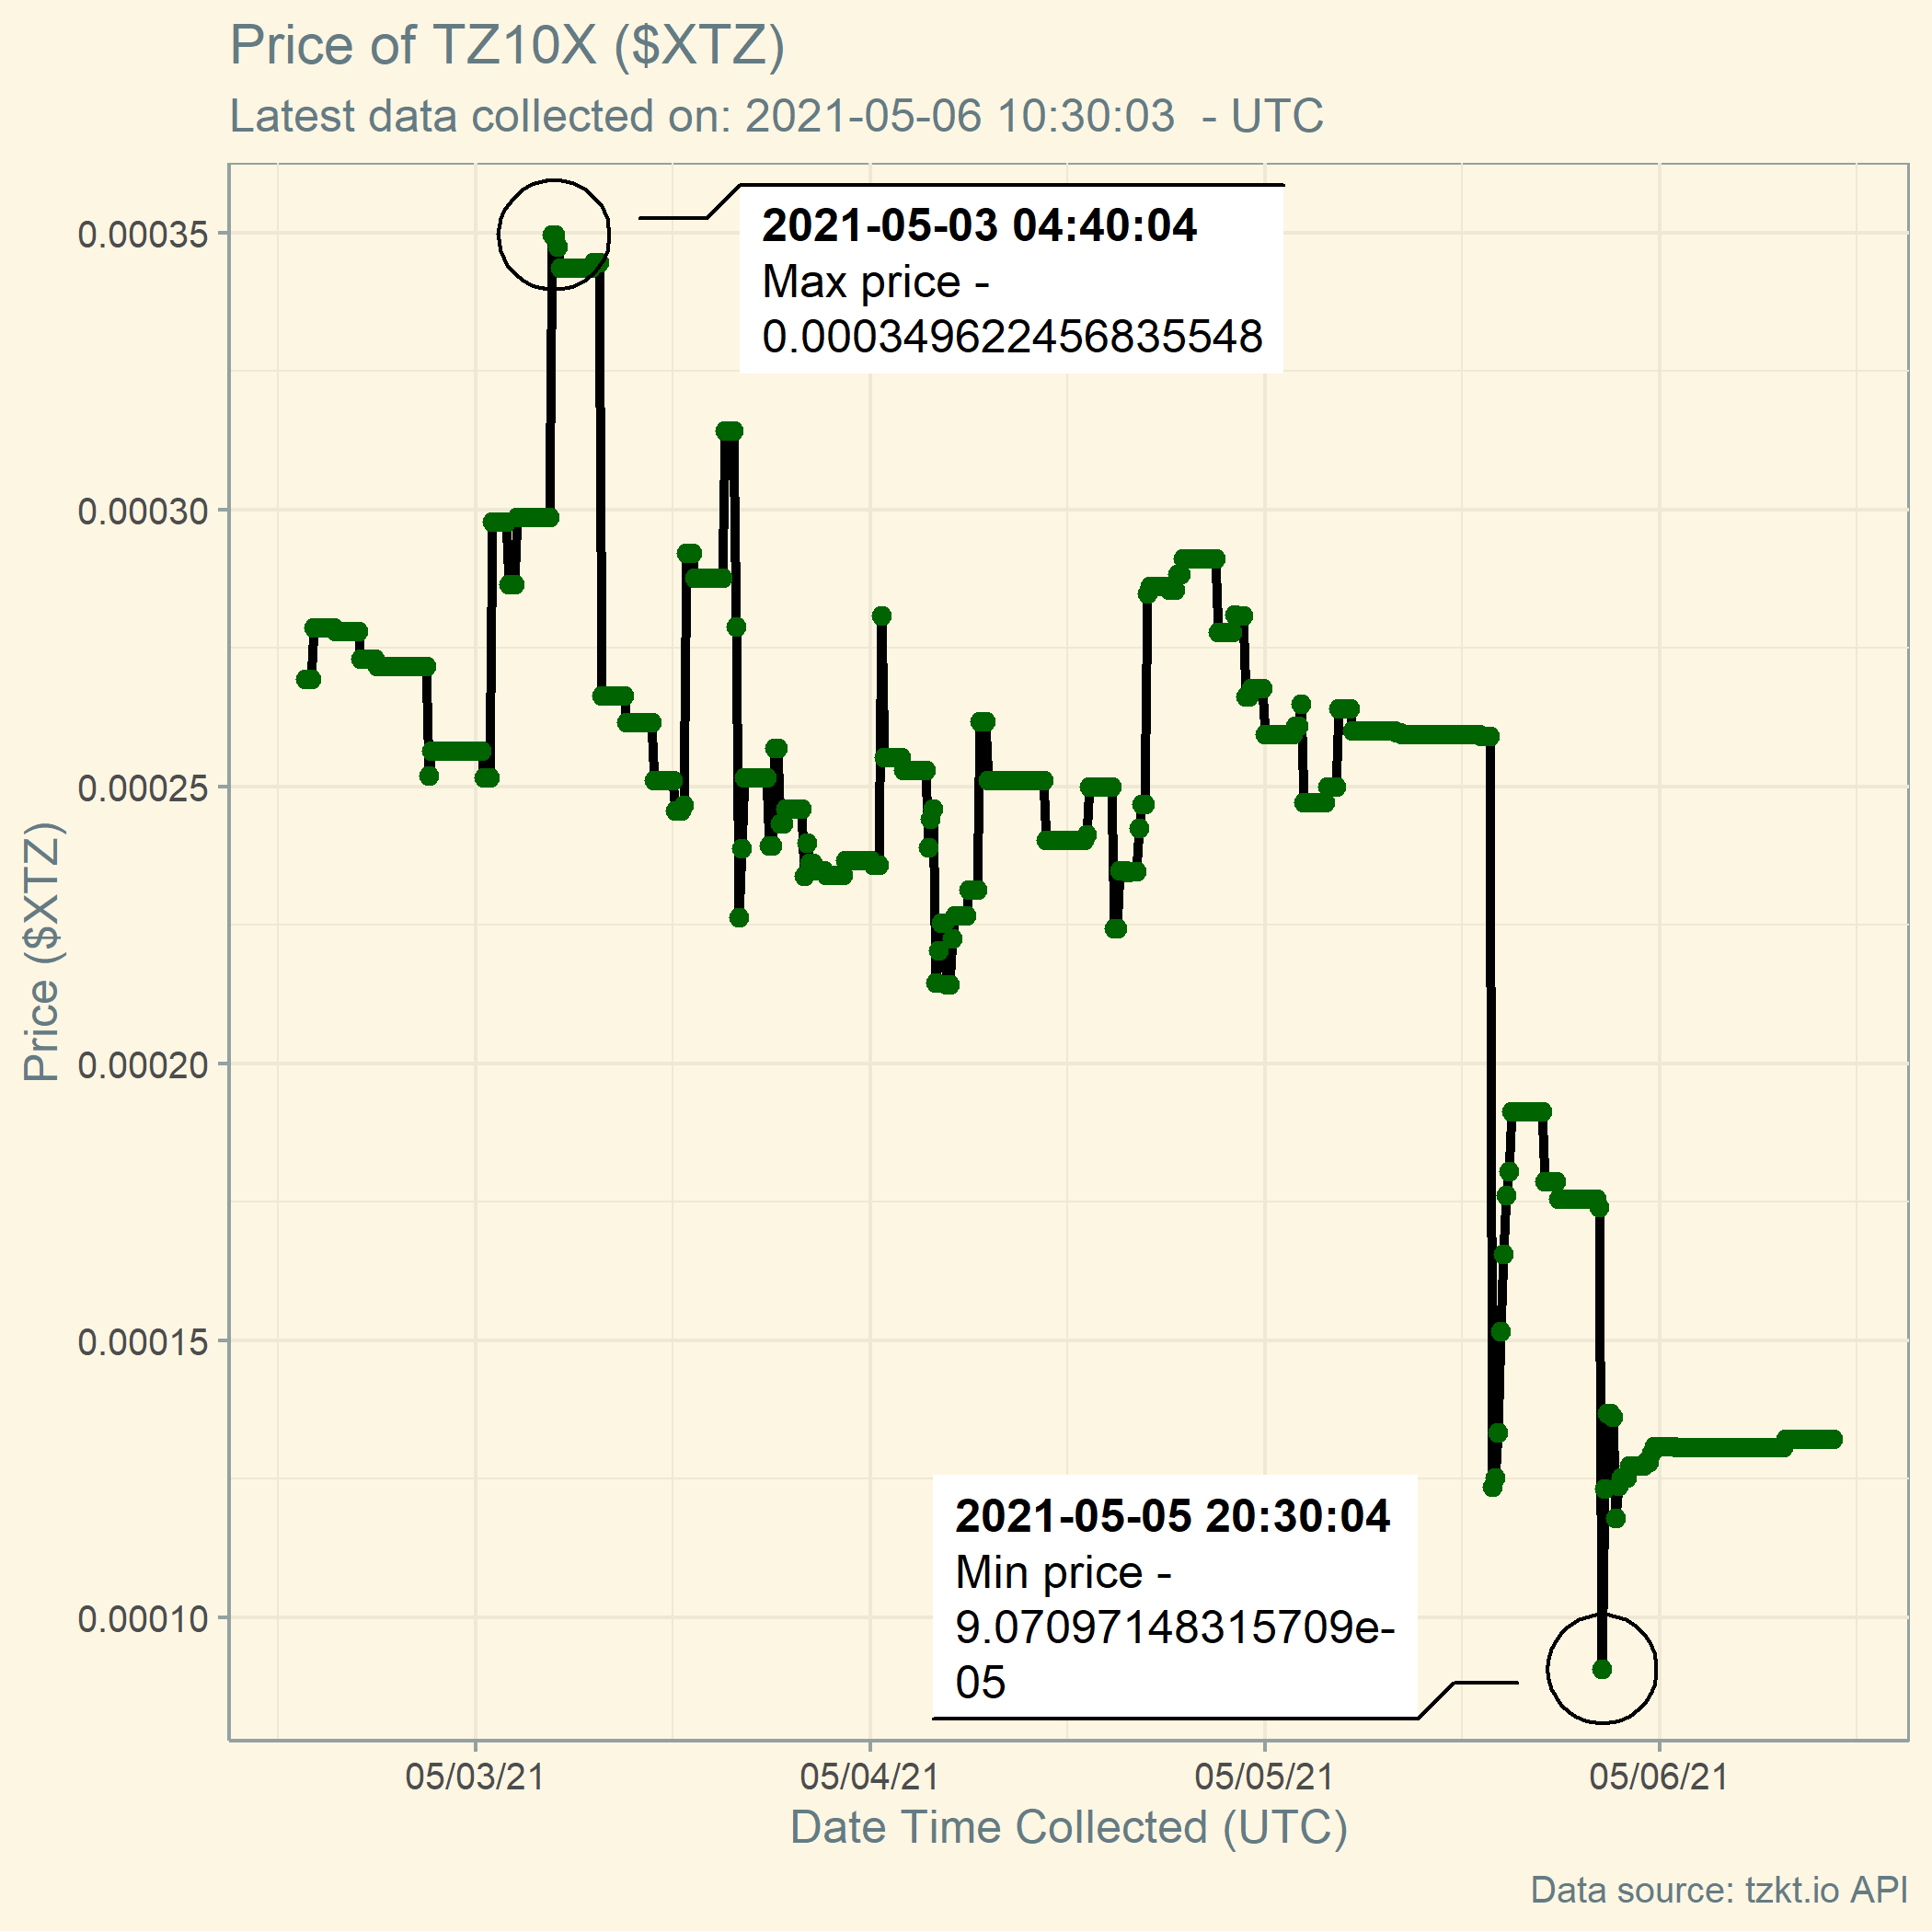 Price of TZ10X ($XTZ)
Latest data collected on: 2021-05-06 10:30:03  - UTC
2021-05-03 04:40:04
Max price -
0.000349622456835548
0.00035
0.00030
0.00025
0.00020
0.00015
0.00010
Price ($XTZ)
2021-05-05 20:30:04
Min price -
9.07097148315709e-
05
05/03/21
05/04/21
05/05/21
05/06/21
Date Time Collected (UTC)
Data source: tzkt.io API